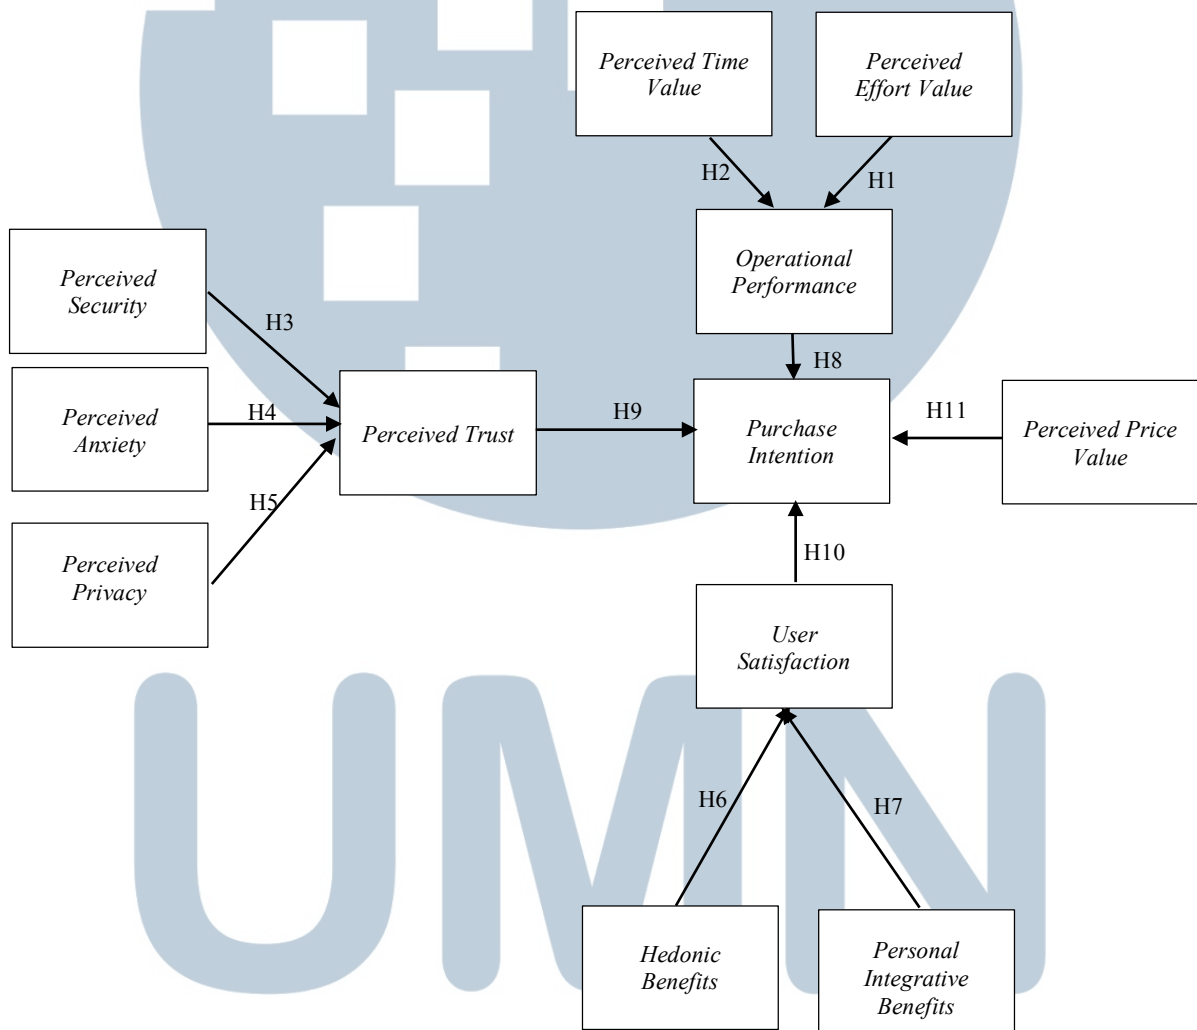 Perceived Time
Value
Perceived
Effort Value
H2
H1
Operational
Performance
Perceived
Security
H3
H8
Perceived
Anxiety
H4
Perceived Trust
H9
Purchase
Intention
H11
Perceived Price
Value
H5
Perceived
Privacy
H10
User
Satisfaction
H6
H7
Hedonic
Benefits
Personal
Integrative
Benefits
UMN